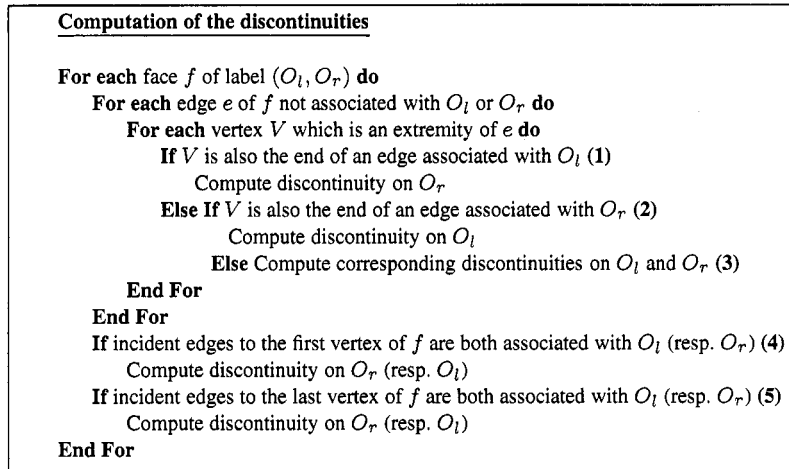 Computation of the discontinuities
For each face f of label (O_l, O_r) do
For each edge e of f not associated with O_l or O_r do
For each vertex V which is an extremity of e do
If V is also the end of an edge associated with O_l (1)
Compute discontinuity on O_r
Else If V is also the end of an edge associated with O_r (2)
Compute discontinuity on O_l
Else Compute corresponding discontinuities on O_l and O_r (3)
End For
End For
If incident edges to the first vertex of f are both associated with O_l (resp. O_r) (4)
Compute discontinuity on O_r (resp. O_l)
If incident edges to the last vertex of f are both associated with O_l (resp. O_r) (5)
Compute discontinuity on O_r (resp. O_l)
End For